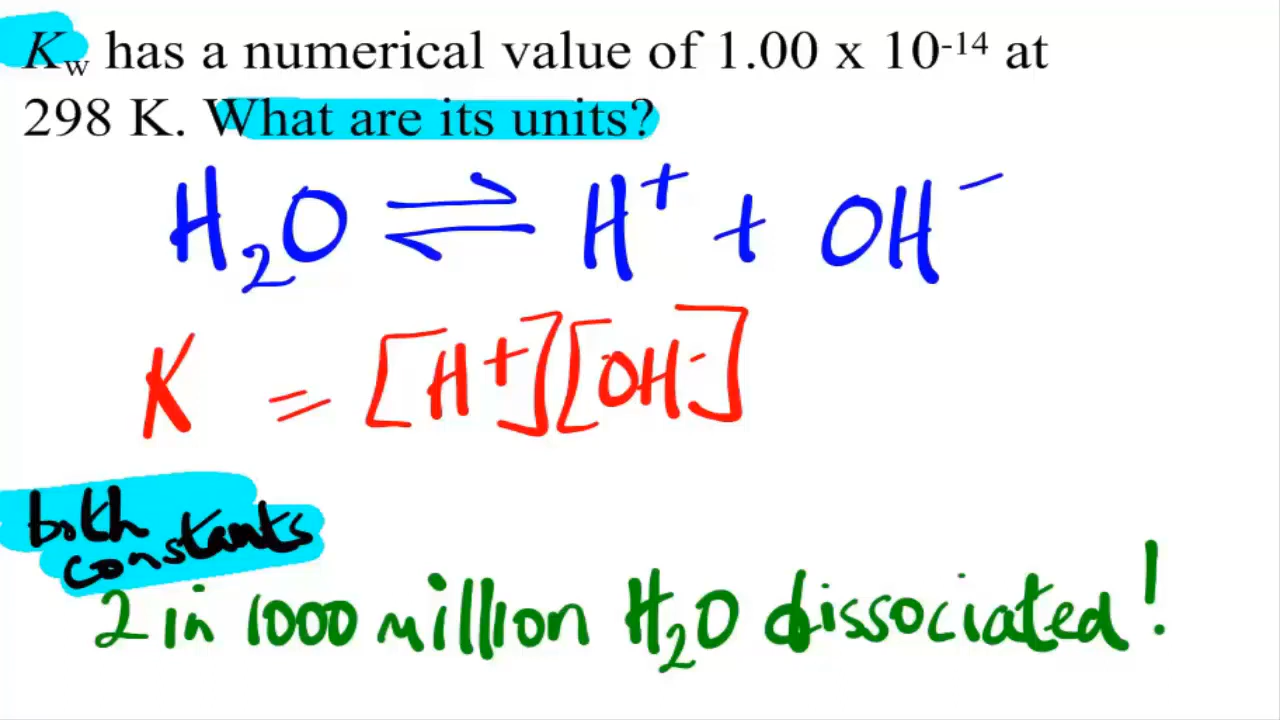 Kw has a numerical value of 1.00 x 10⁻¹⁴ at
298 K. What are its units?
H₂O ⇌ H⁺ + OH⁻
K = [H⁺][OH⁻]
both
constants
2 in 1000 million H₂O dissociated!